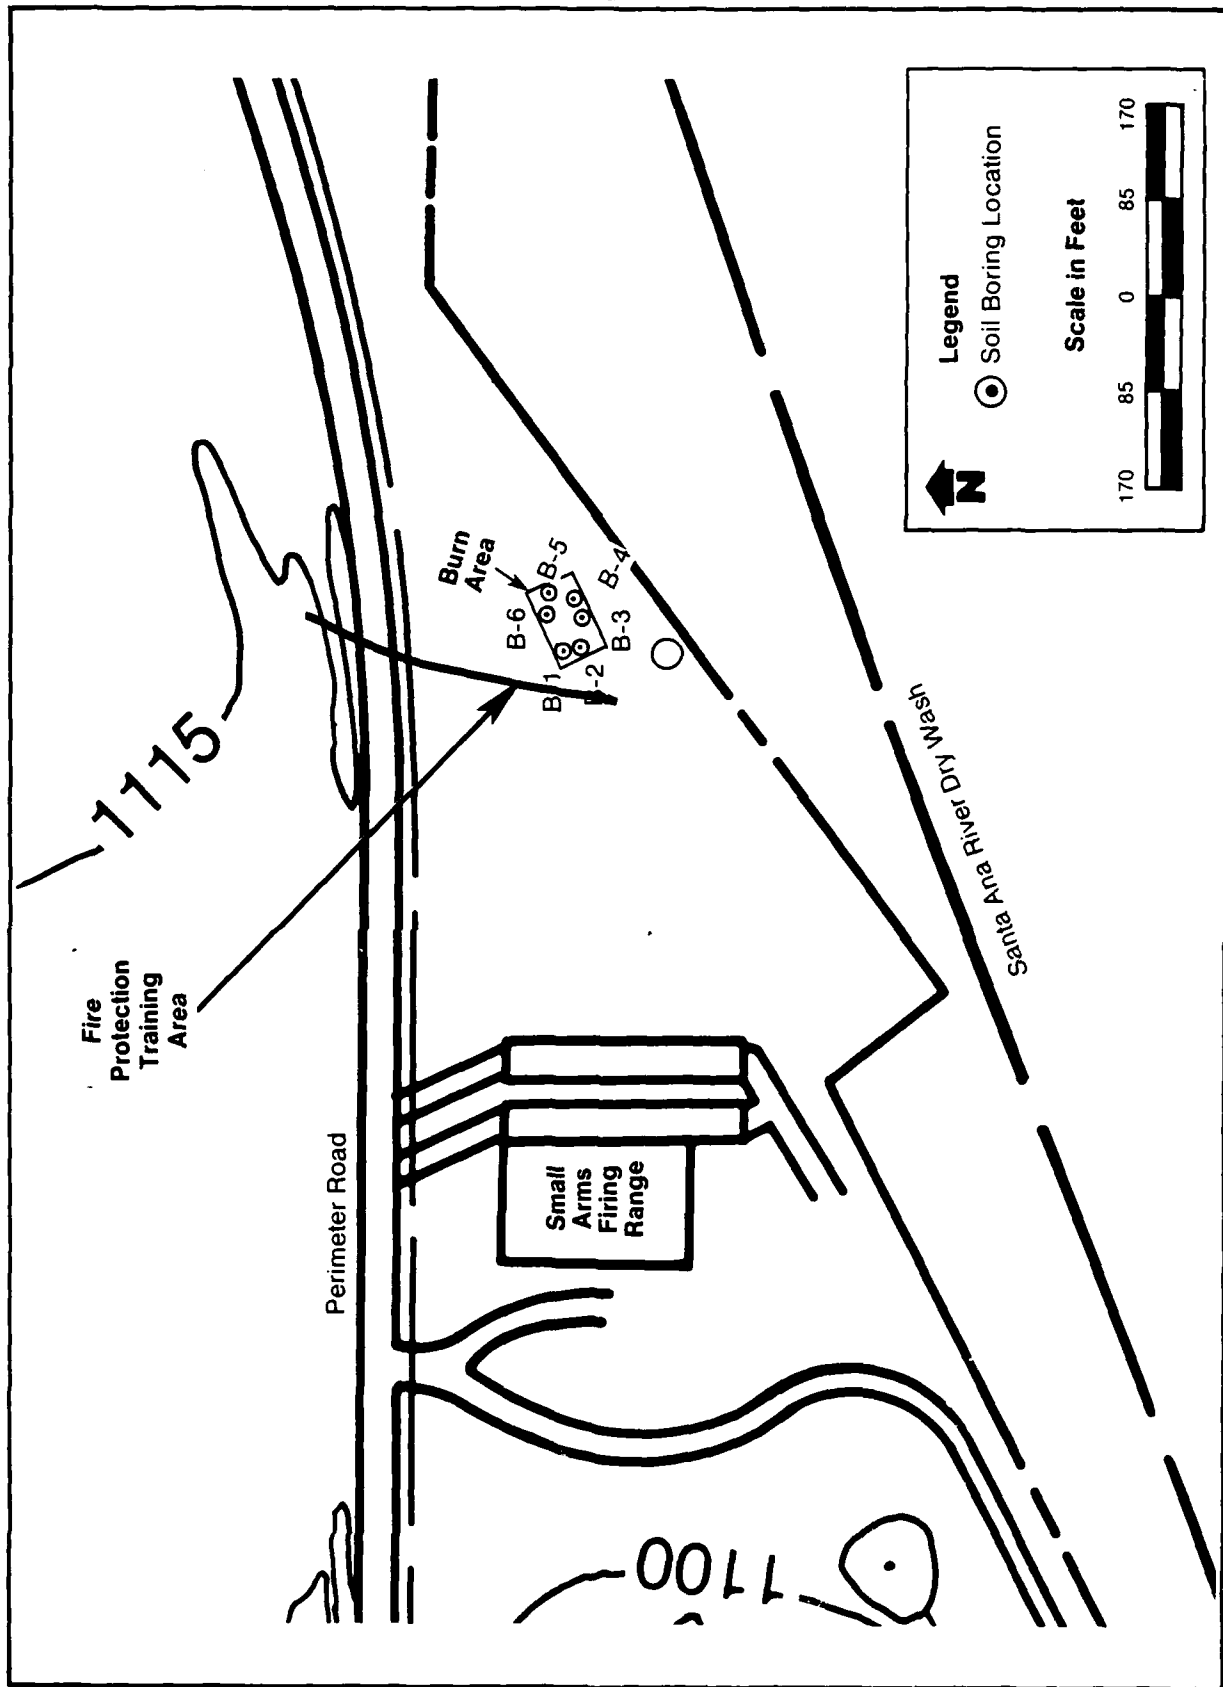 1115
Fire
Protection
Training
Area
Perimeter Road
Burn
Area
B-6
B-5
B-4
B-3
B-1
-2
Small
Arms
Firing
Range
Santa Ana River Dry Wash
1100
N
Legend
Soil Boring Location
Scale in Feet
170 85 0 85 170